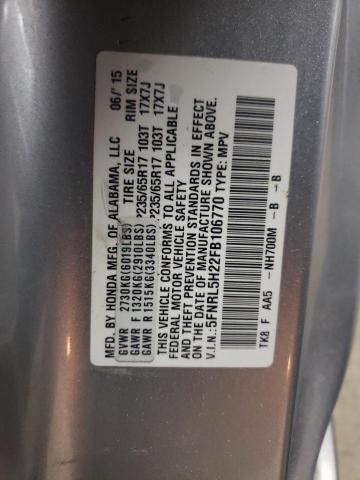 MFD. BY HONDA MFG. OF ALABAMA, LLC 06/'15
GVWR 2730KG(6019LBS) TIRE SIZE RIM SIZE
GAWR F 1320KG(2910LBS) P235/65R17 103T 17X7J
GAWR R 1515KG(3340LBS) P235/65R17 103T 17X7J
THIS VEHICLE CONFORMS TO ALL APPLICABLE
FEDERAL MOTOR VEHICLE SAFETY
AND THEFT PREVENTION STANDARDS IN EFFECT
ON THE DATE OF MANUFACTURE SHOWN ABOVE.
V.I.N.: 5FNRL5H22FB106770 TYPE: MPV
TK8 F AA5 -NH700M -B -B